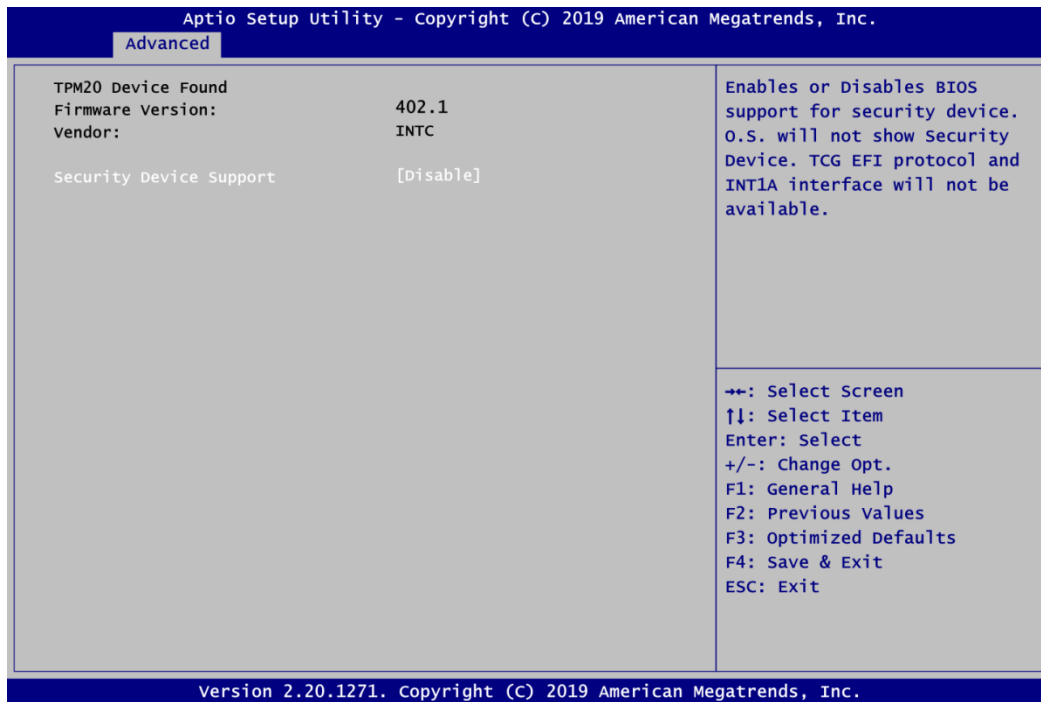 Aptio Setup Utility - Copyright (C) 2019 American Megatrends, Inc.
Advanced
TPM20 Device Found
Firmware Version: 402.1
Vendor: INTC
Security Device Support [Disable]
Enables or Disables BIOS
support for security device.
O.S. will not show Security
Device. TCG EFI protocol and
INT1A interface will not be
available.
→←: Select Screen
↑↓: Select Item
Enter: Select
+/-: Change Opt.
F1: General Help
F2: Previous Values
F3: Optimized Defaults
F4: Save & Exit
ESC: Exit
Version 2.20.1271. Copyright (C) 2019 American Megatrends, Inc.